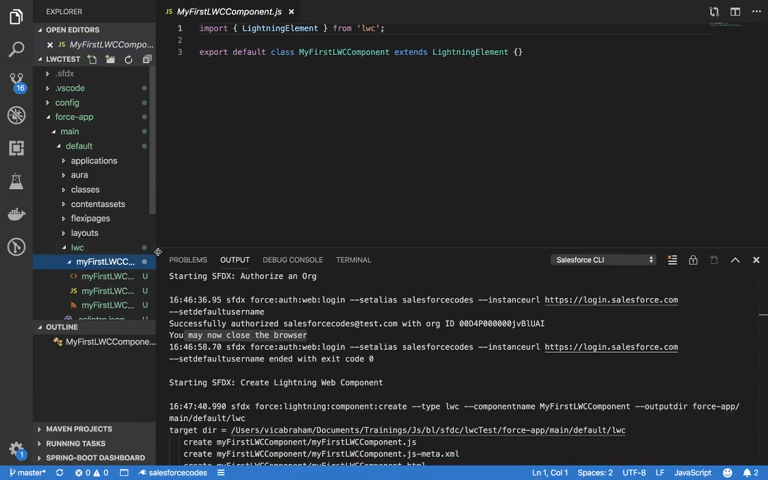 EXPLORER
OPEN EDITORS
JS MyFirstLWCCompo...
LWCTEST
.sfdx
.vscode
config
force-app
main
default
applications
aura
classes
contentassets
flexipages
layouts
lwc
myFirstLWCC...
<> myFirstLWC... U
JS myFirstLWC... U
myFirstLWC... U
OUTLINE
MyFirstLWCCompone...
MAVEN PROJECTS
RUNNING TASKS
SPRING-BOOT DASHBOARD
16
1
JS MyFirstLWCComponent.js
1 import { LightningElement } from 'lwc';
2
3 export default class MyFirstLWCComponent extends LightningElement {}
PROBLEMS OUTPUT DEBUG CONSOLE TERMINAL Salesforce CLI
Starting SFDX: Authorize an Org
16:46:36.95 sfdx force:auth:web:login --setalias salesforcecodes --instanceurl https://login.salesforce.com
--setdefaultusername
Successfully authorized salesforcecodes@test.com with org ID 00D4P000000jvBlUAI
You may now close the browser
16:46:58.70 sfdx force:auth:web:login --setalias salesforcecodes --instanceurl https://login.salesforce.com
--setdefaultusername ended with exit code 0
Starting SFDX: Create Lightning Web Component
16:47:40.990 sfdx force:lightning:component:create --type lwc --componentname MyFirstLWCComponent --outputdir force-app/
main/default/lwc
target dir = /Users/vicabraham/Documents/Trainings/Js/bl/sfdc/lwcTest/force-app/main/default/lwc
create myFirstLWCComponent/myFirstLWCComponent.js
create myFirstLWCComponent/myFirstLWCComponent.js-meta.xml
master* 0 0 salesforcecodes Ln 1, Col 1 Spaces: 2 UTF-8 LF JavaScript 2